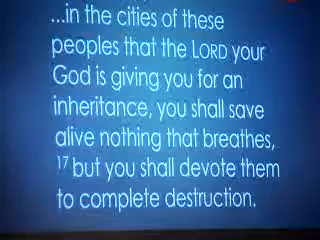 ...in the cities of these
peoples that the LORD your
God is giving you for an
inheritance, you shall save
alive nothing that breathes,
17 but you shall devote them
to complete destruction.